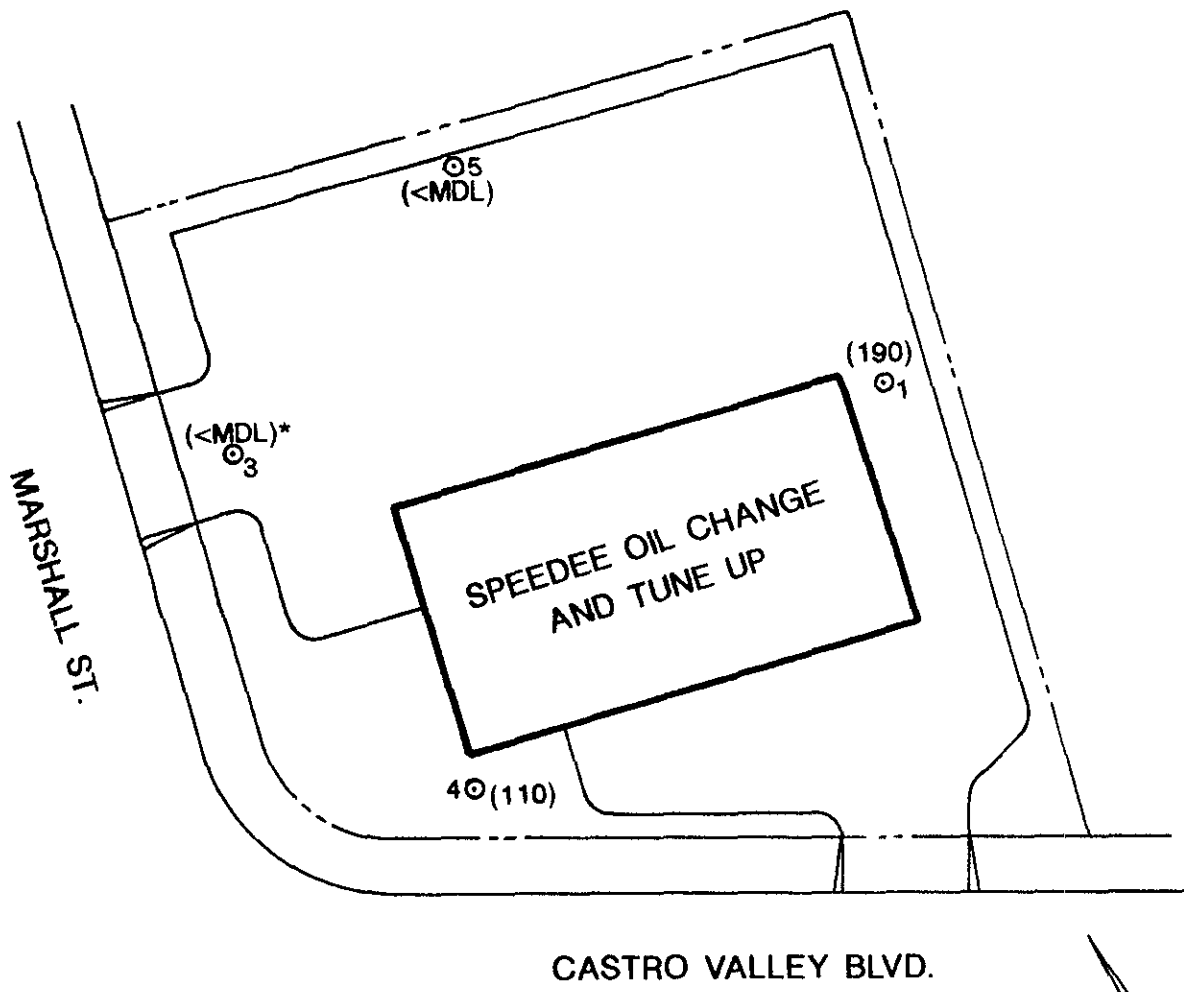 5
(<MDL)
(190)
1
(<MDL)*
3
MARSHALL ST.
SPEEDEE OIL CHANGE
AND TUNE UP
4 (110)
CASTRO VALLEY BLVD.